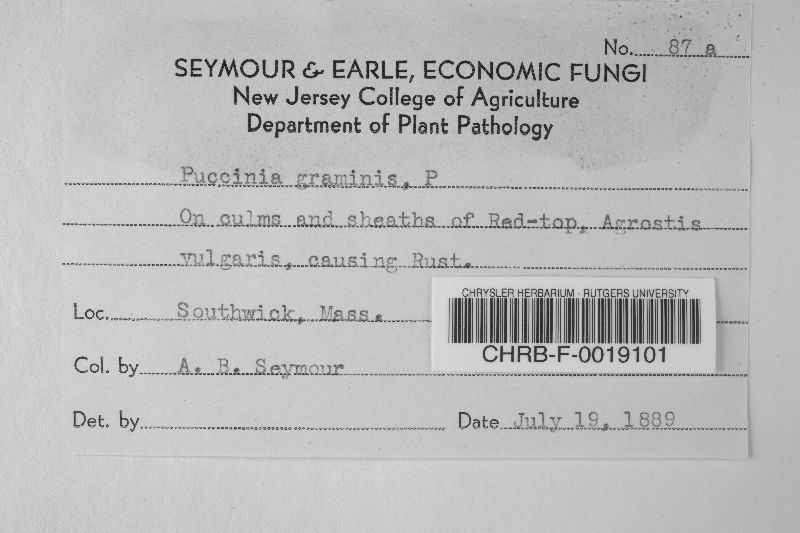 No. 87 a
SEYMOUR & EARLE, ECONOMIC FUNGI
New Jersey College of Agriculture
Department of Plant Pathology
Puccinia graminis, P
On culms and sheaths of Red-top, Agrostis
vulgaris, causing Rust.
Loc. Southwick, Mass.
CHRYSLER HERBARIUM - RUTGERS UNIVERSITY
CHRB-F-0019101
Col. by A. B. Seymour
Det. by
Date July 19, 1889